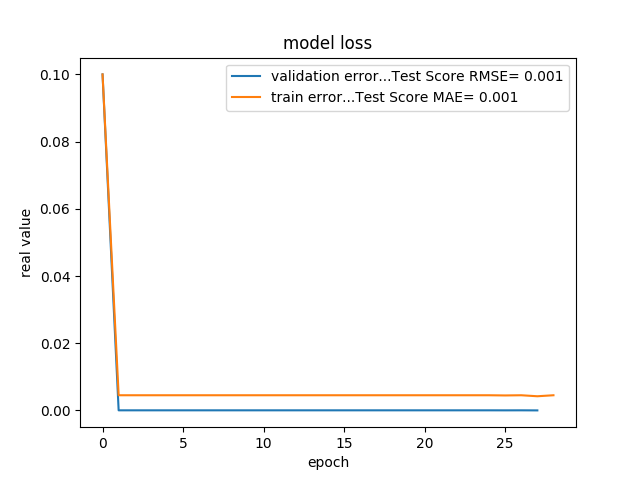 model loss
validation error...Test Score RMSE= 0.001
train error...Test Score MAE= 0.001
real value
0.10
0.08
0.06
0.04
0.02
0.00
0 5 10 15 20 25
epoch